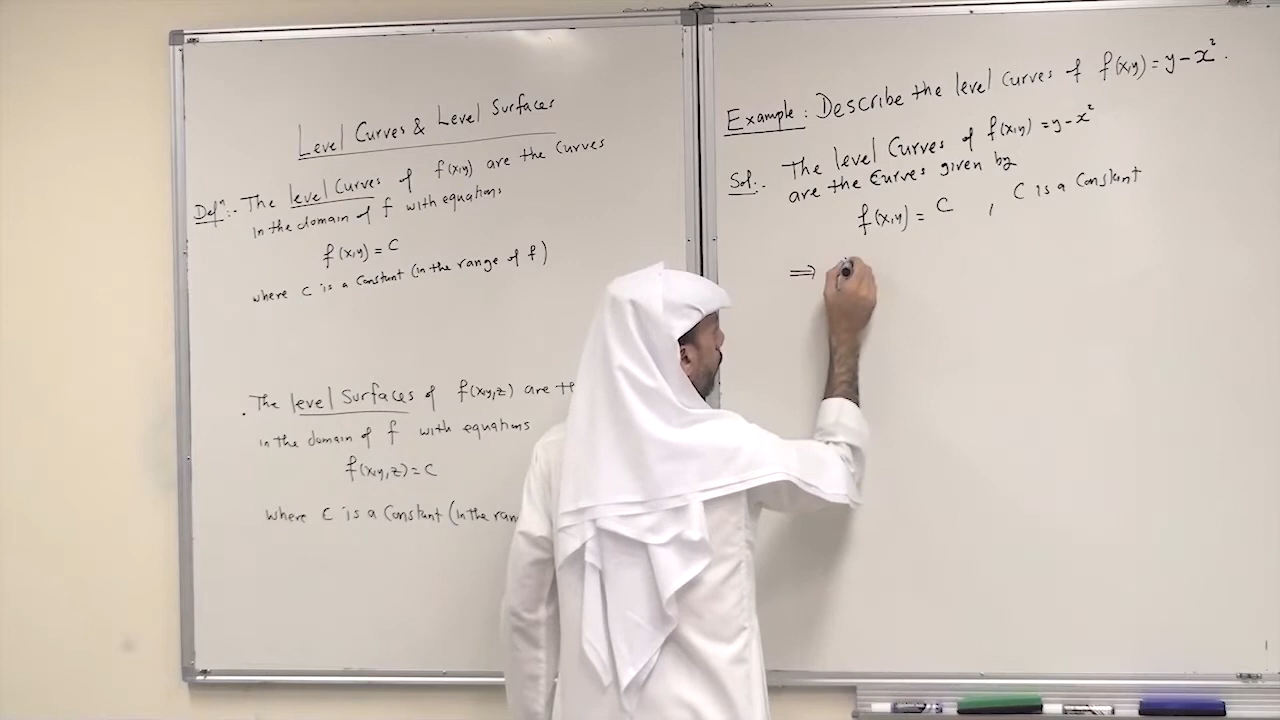 Level Curves & Level Surfaces
Defⁿ:- The level Curves of f(x,y) are the Curves
in the domain of f with equations
f(x,y) = C
where C is a Constant (in the range of f)
. The level Surfaces of f(x,y,z) are
in the domain of f with equations
f(x,y,z) = C
where C is a Constant (in the
Example: Describe the level Curves of f(x,y) = y - x².
Sol:- The level Curves of f(x,y) = y - x²
are the Curves given by
f(x,y) = C , C is a Constant
⟹